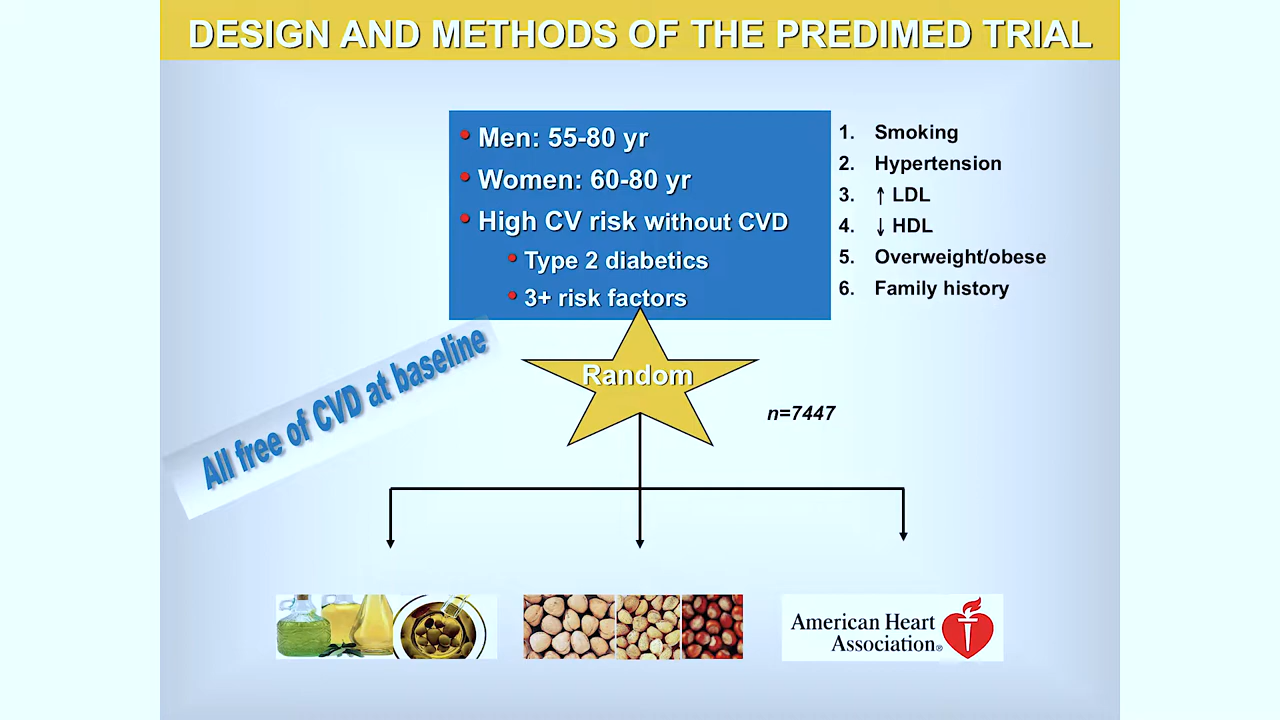 DESIGN AND METHODS OF THE PREDIMED TRIAL
• Men: 55-80 yr
• Women: 60-80 yr
• High CV risk without CVD
• Type 2 diabetics
• 3+ risk factors
1. Smoking
2. Hypertension
3. ↑ LDL
4. ↓ HDL
5. Overweight/obese
6. Family history
All free of CVD at baseline
Random
n=7447
American Heart
Association®